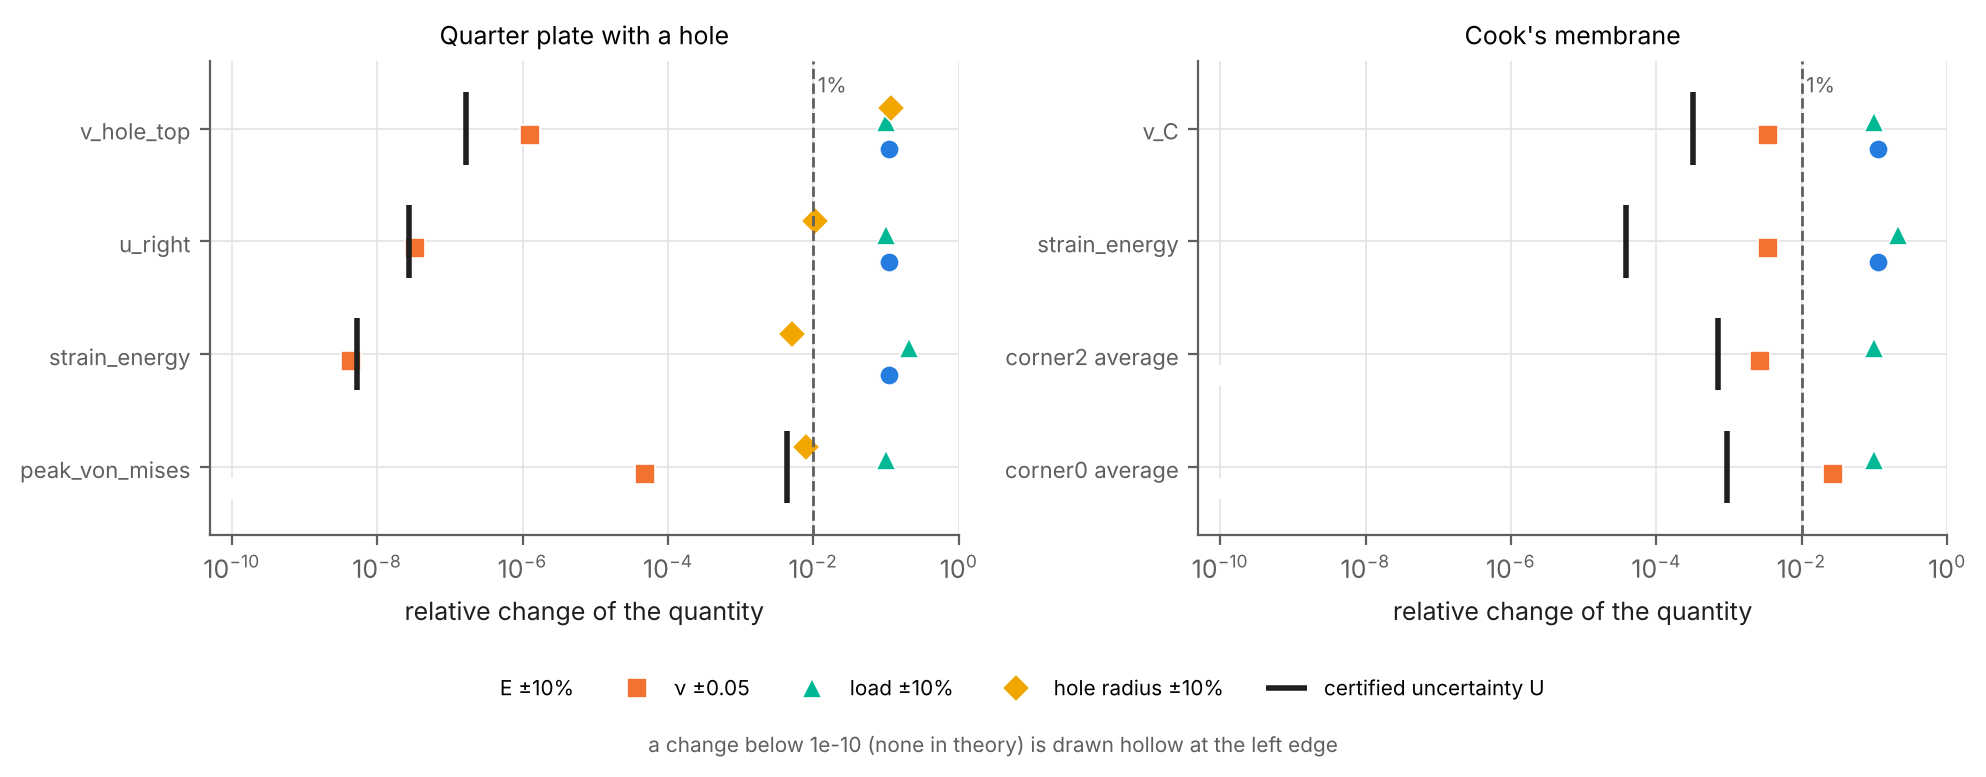 Quarter plate with a hole
Cook's membrane
1%
1%
v_hole_top
u_right
strain_energy
peak_von_mises
v_C
strain_energy
corner2 average
corner0 average
10⁻¹⁰ 10⁻⁸ 10⁻⁶ 10⁻⁴ 10⁻² 10⁰
10⁻¹⁰ 10⁻⁸ 10⁻⁶ 10⁻⁴ 10⁻² 10⁰
relative change of the quantity
relative change of the quantity
E ±10% ν ±0.05 load ±10% hole radius ±10% certified uncertainty U
a change below 1e-10 (none in theory) is drawn hollow at the left edge